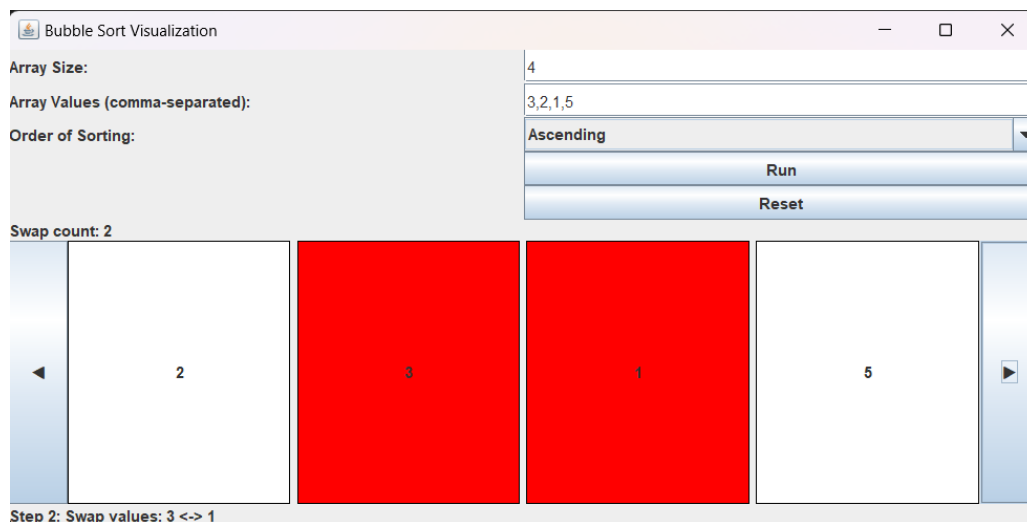 Bubble Sort Visualization
Array Size: 4
Array Values (comma-separated): 3,2,1,5
Order of Sorting: Ascending
Run
Reset
Swap count: 2
◀ 2 3 1 5 ▶
Step 2: Swap values: 3 <-> 1